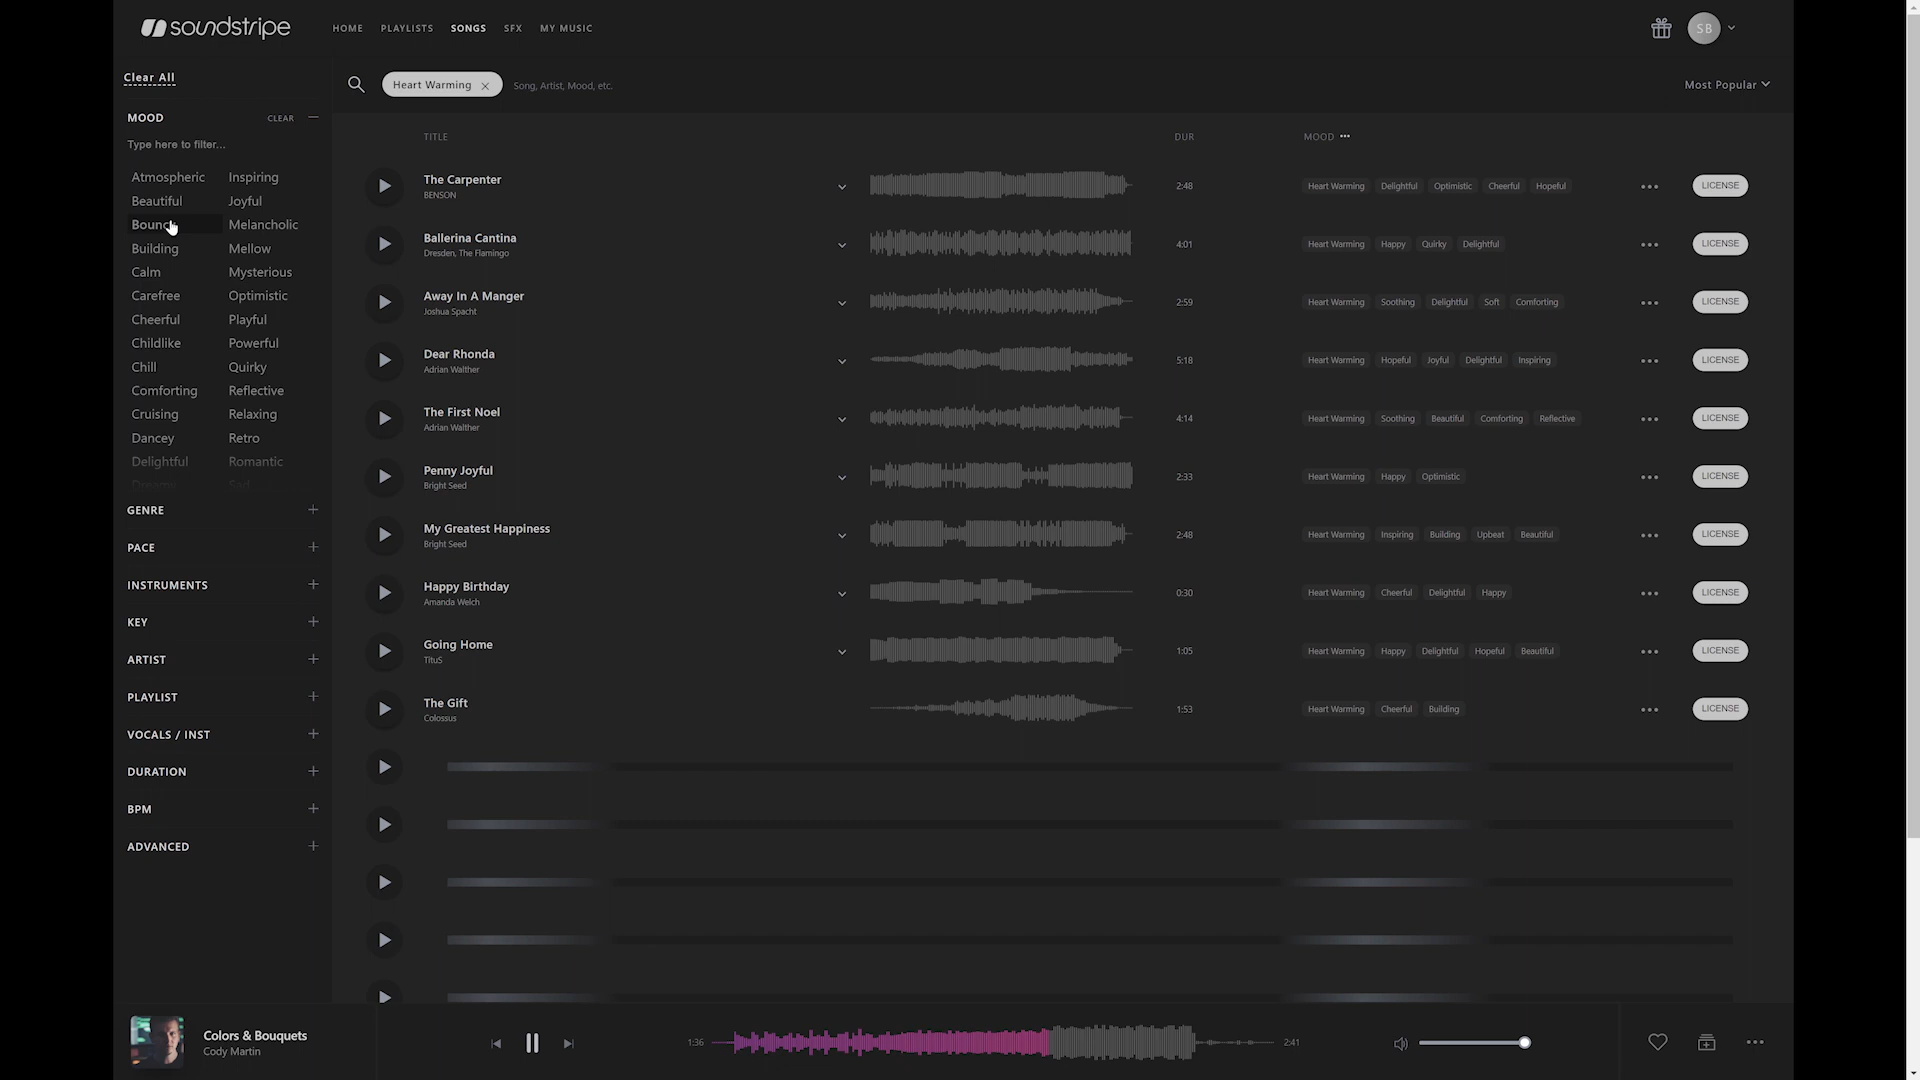 soundstripe HOME PLAYLISTS SONGS SFX MY MUSIC SB
Clear All
Heart Warming Song, Artist, Mood, etc. Most Popular
MOOD CLEAR
Type here to filter...
Atmospheric Inspiring
Beautiful Joyful
Melancholic
Building Mellow
Calm Mysterious
Carefree Optimistic
Cheerful Playful
Childlike Powerful
Chill Quirky
Comforting Reflective
Cruising Relaxing
Dancey Retro
Delightful Romantic
Dreamy Sad
GENRE
PACE
INSTRUMENTS
KEY
ARTIST
PLAYLIST
VOCALS / INST
DURATION
BPM
ADVANCED
TITLE DUR MOOD
The Carpenter
BENSON
2:48 Heart Warming Delightful Optimistic Cheerful Hopeful LICENSE
Ballerina Cantina
Dresden, The Flamingo
4:01 Heart Warming Happy Quirky Delightful LICENSE
Away In A Manger
Joshua Spacht
2:59 Heart Warming Soothing Delightful Soft Comforting LICENSE
Dear Rhonda
Adrian Walther
5:18 Heart Warming Hopeful Joyful Delightful Inspiring LICENSE
The First Noel
Adrian Walther
4:14 Heart Warming Soothing Beautiful Comforting Reflective LICENSE
Penny Joyful
Bright Seed
2:33 Heart Warming Happy Optimistic LICENSE
My Greatest Happiness
Bright Seed
2:48 Heart Warming Inspiring Building Upbeat Beautiful LICENSE
Happy Birthday
Amanda Welch
0:30 Heart Warming Cheerful Delightful Happy LICENSE
Going Home
TituS
1:05 Heart Warming Happy Delightful Hopeful Beautiful LICENSE
The Gift
Colossus
1:53 Heart Warming Cheerful Building LICENSE
Colors & Bouquets
Cody Martin
1:36 2:41